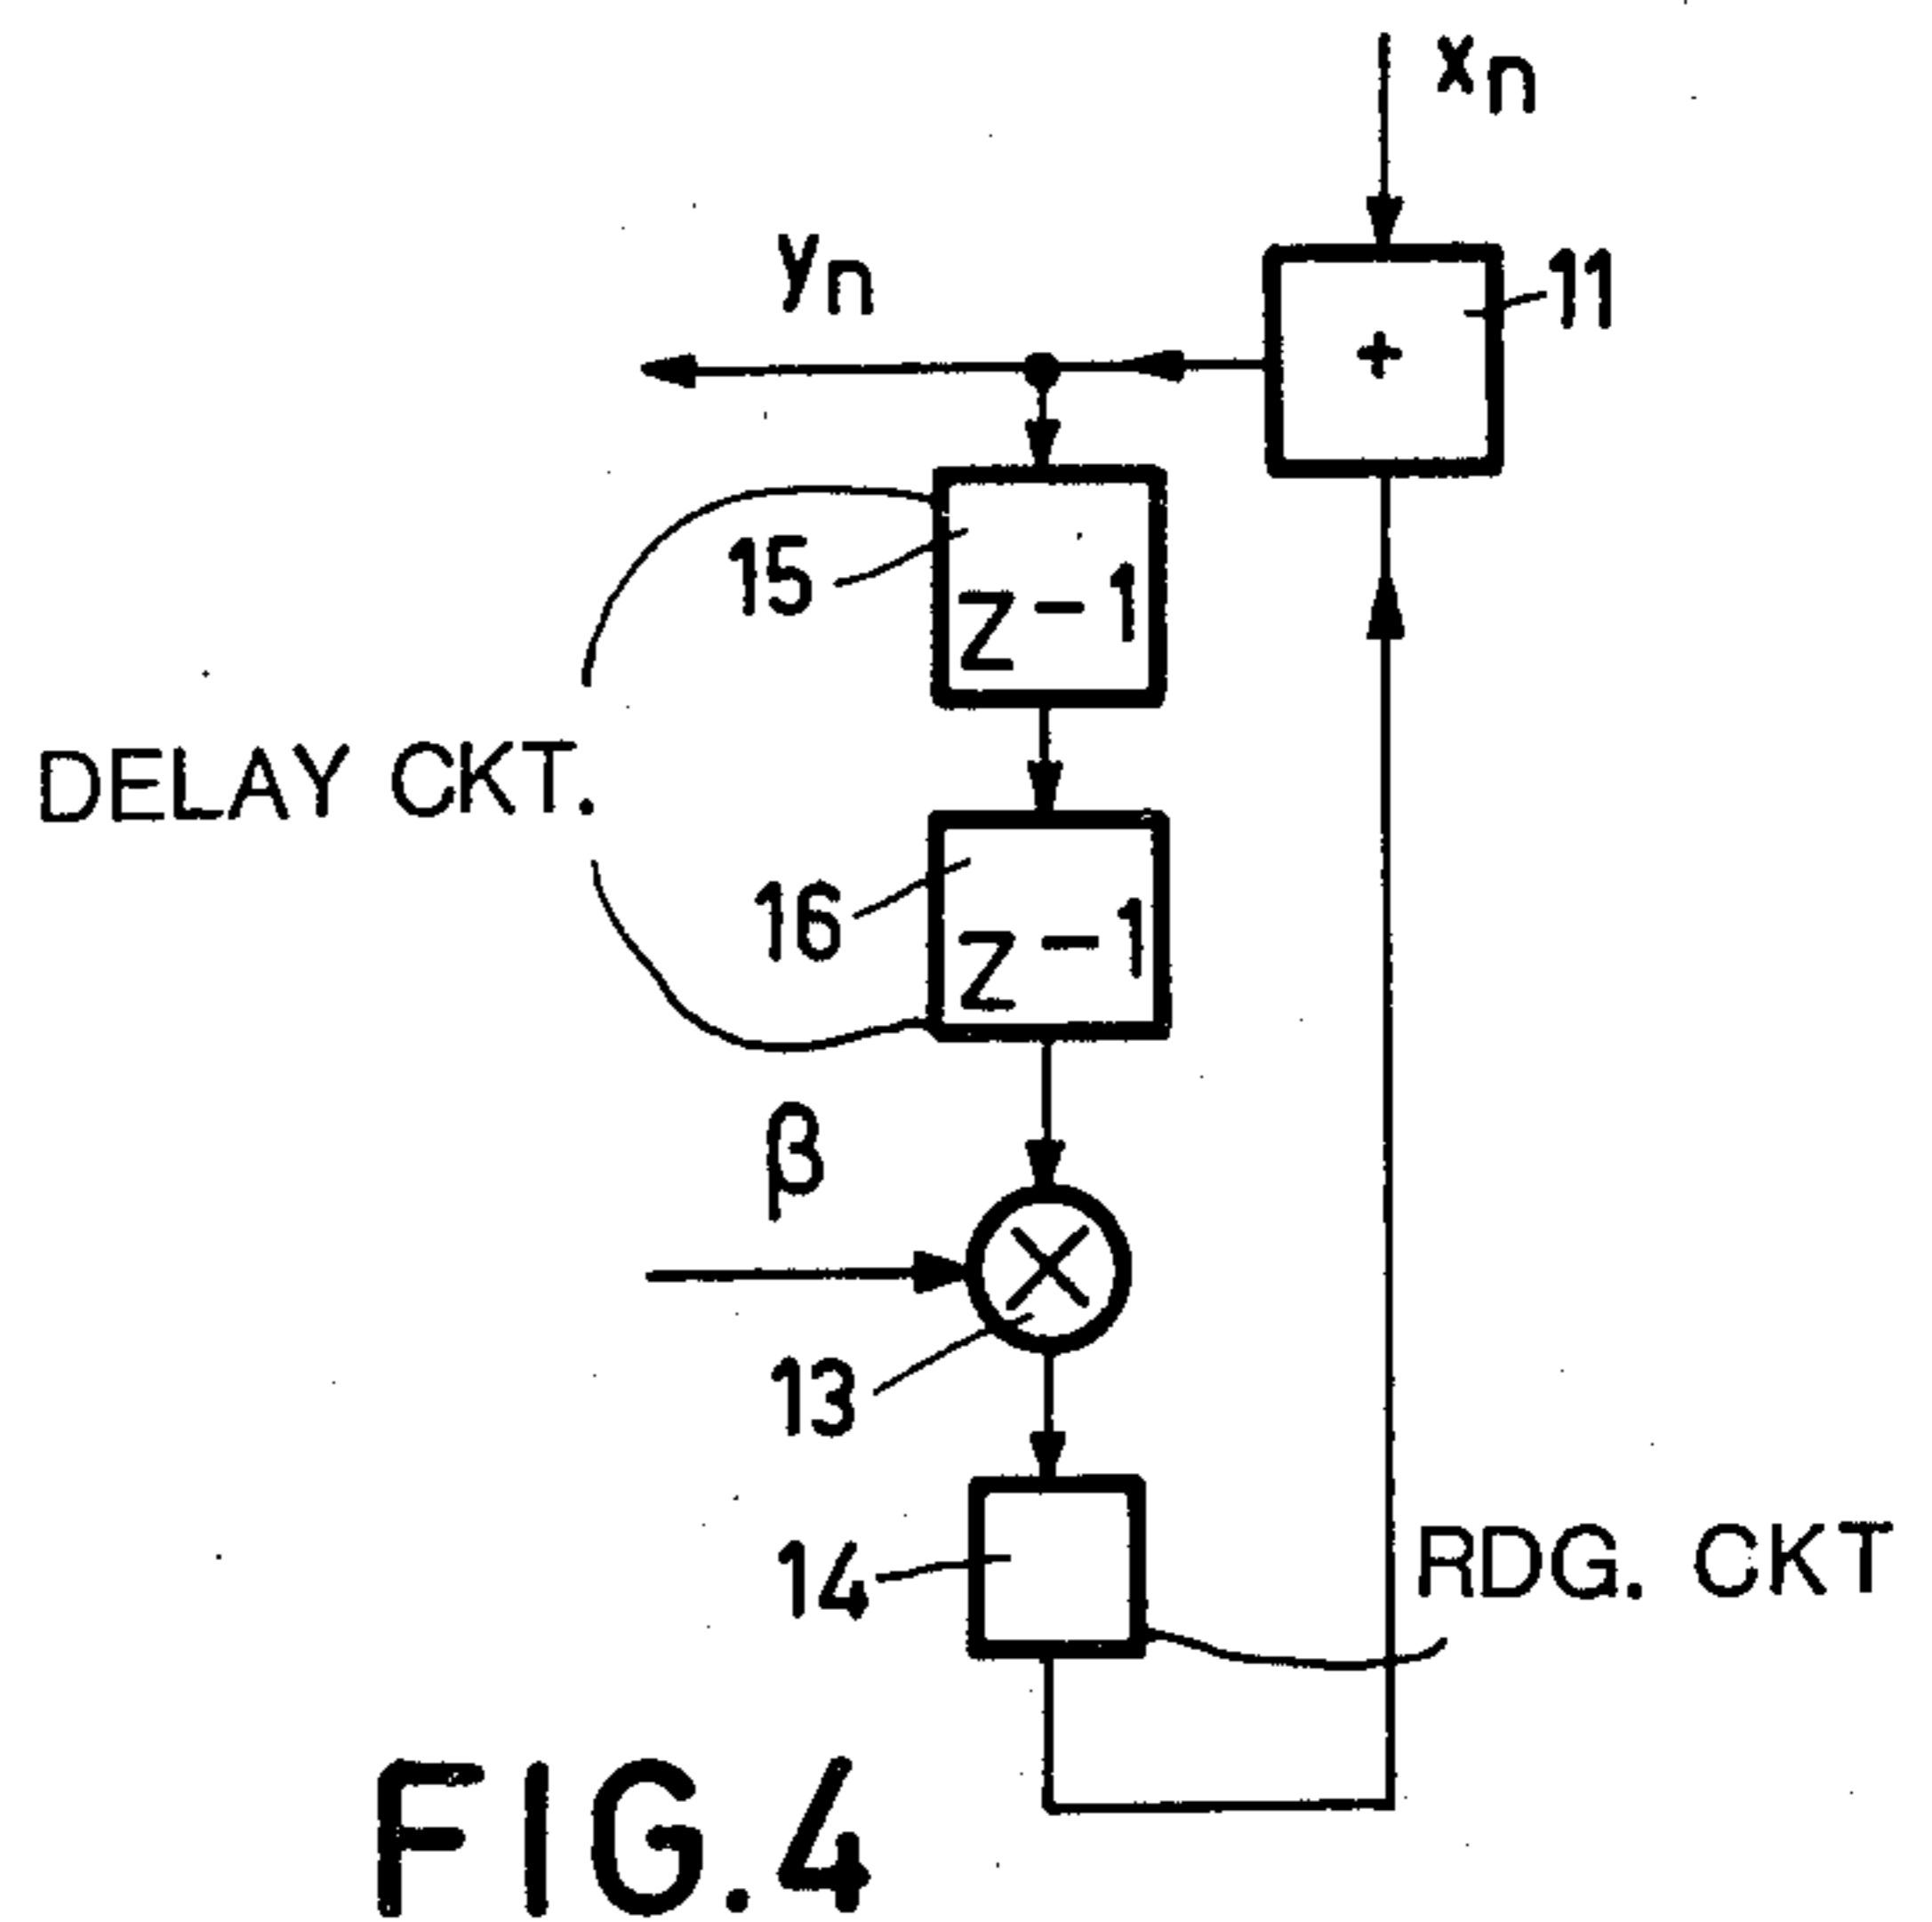 xn
yn
11
+
15
z-1
DELAY CKT.
16
z-1
β
13
14
RDG. CKT
FIG.4